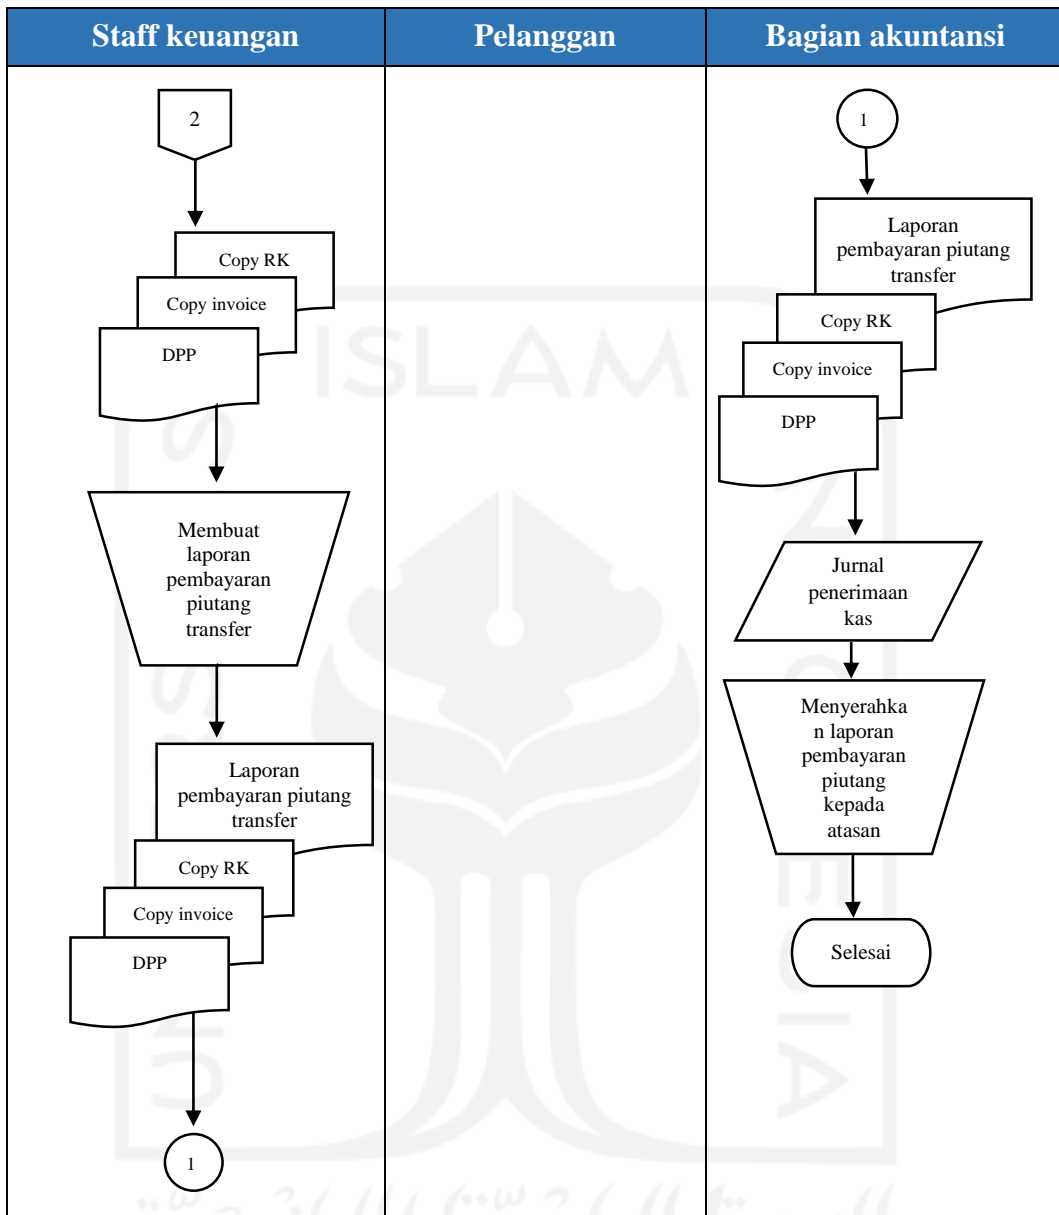 Staff keuangan
Pelanggan
Bagian akuntansi
2
Copy RK
Copy invoice
DPP
Membuat
laporan
pembayaran
piutang
transfer
Laporan
pembayaran piutang
transfer
Copy RK
Copy invoice
DPP
1
1
Laporan
pembayaran piutang
transfer
Copy RK
Copy invoice
DPP
Jurnal
penerimaan
kas
Menyerahka
n laporan
pembayaran
piutang
kepada
atasan
Selesai
ISLAM